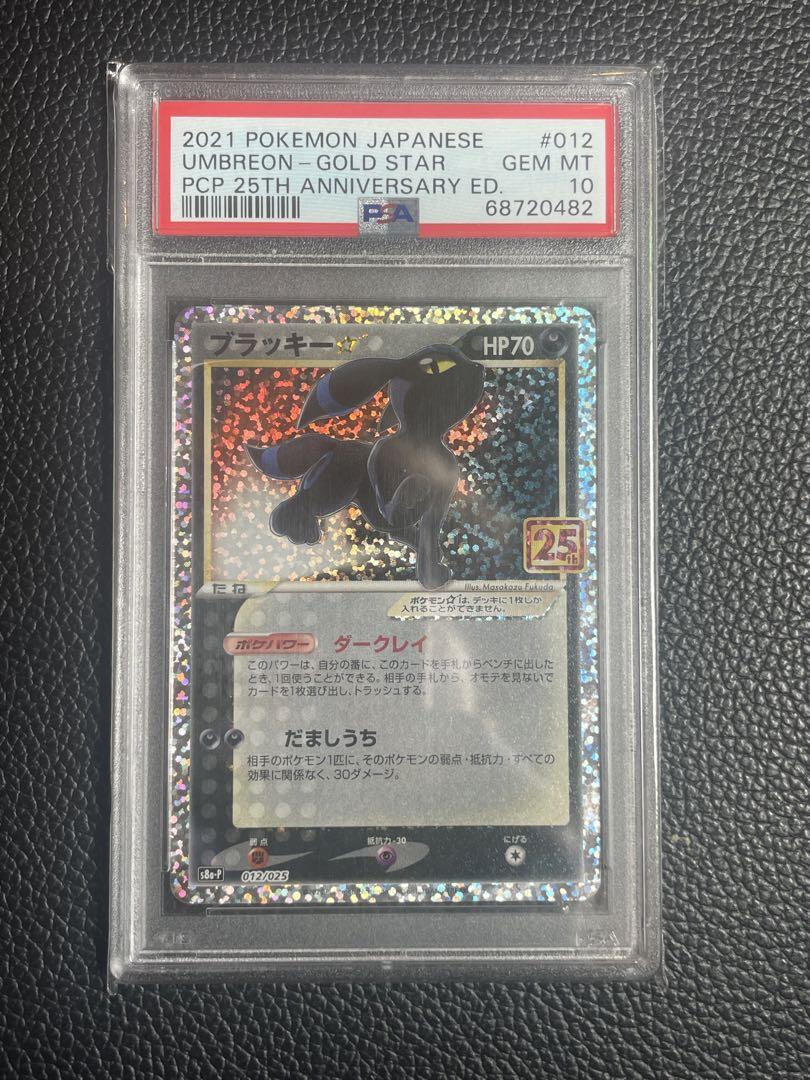 2021 POKEMON JAPANESE #012
UMBREON - GOLD STAR GEM MT
PCP 25TH ANNIVERSARY ED. 10
PSA 68720482
ブラッキー☆ HP70
25th
たね
Illus. Masakazu Fukuda
ポケモン☆は、デッキに1枚しか
入れることができません。
ポケパワー ダークレイ
このパワーは、自分の番に、このカードを手札からベンチに出した
とき、1回使うことができる。相手の手札から、オモテを見ないで
カードを1枚選び出し、トラッシュする。
だましうち
相手のポケモン1匹に、そのポケモンの弱点・抵抗力・すべての
効果に関係なく、30ダメージ。
弱点 抵抗力-30 にげる
s8a-P 012/025